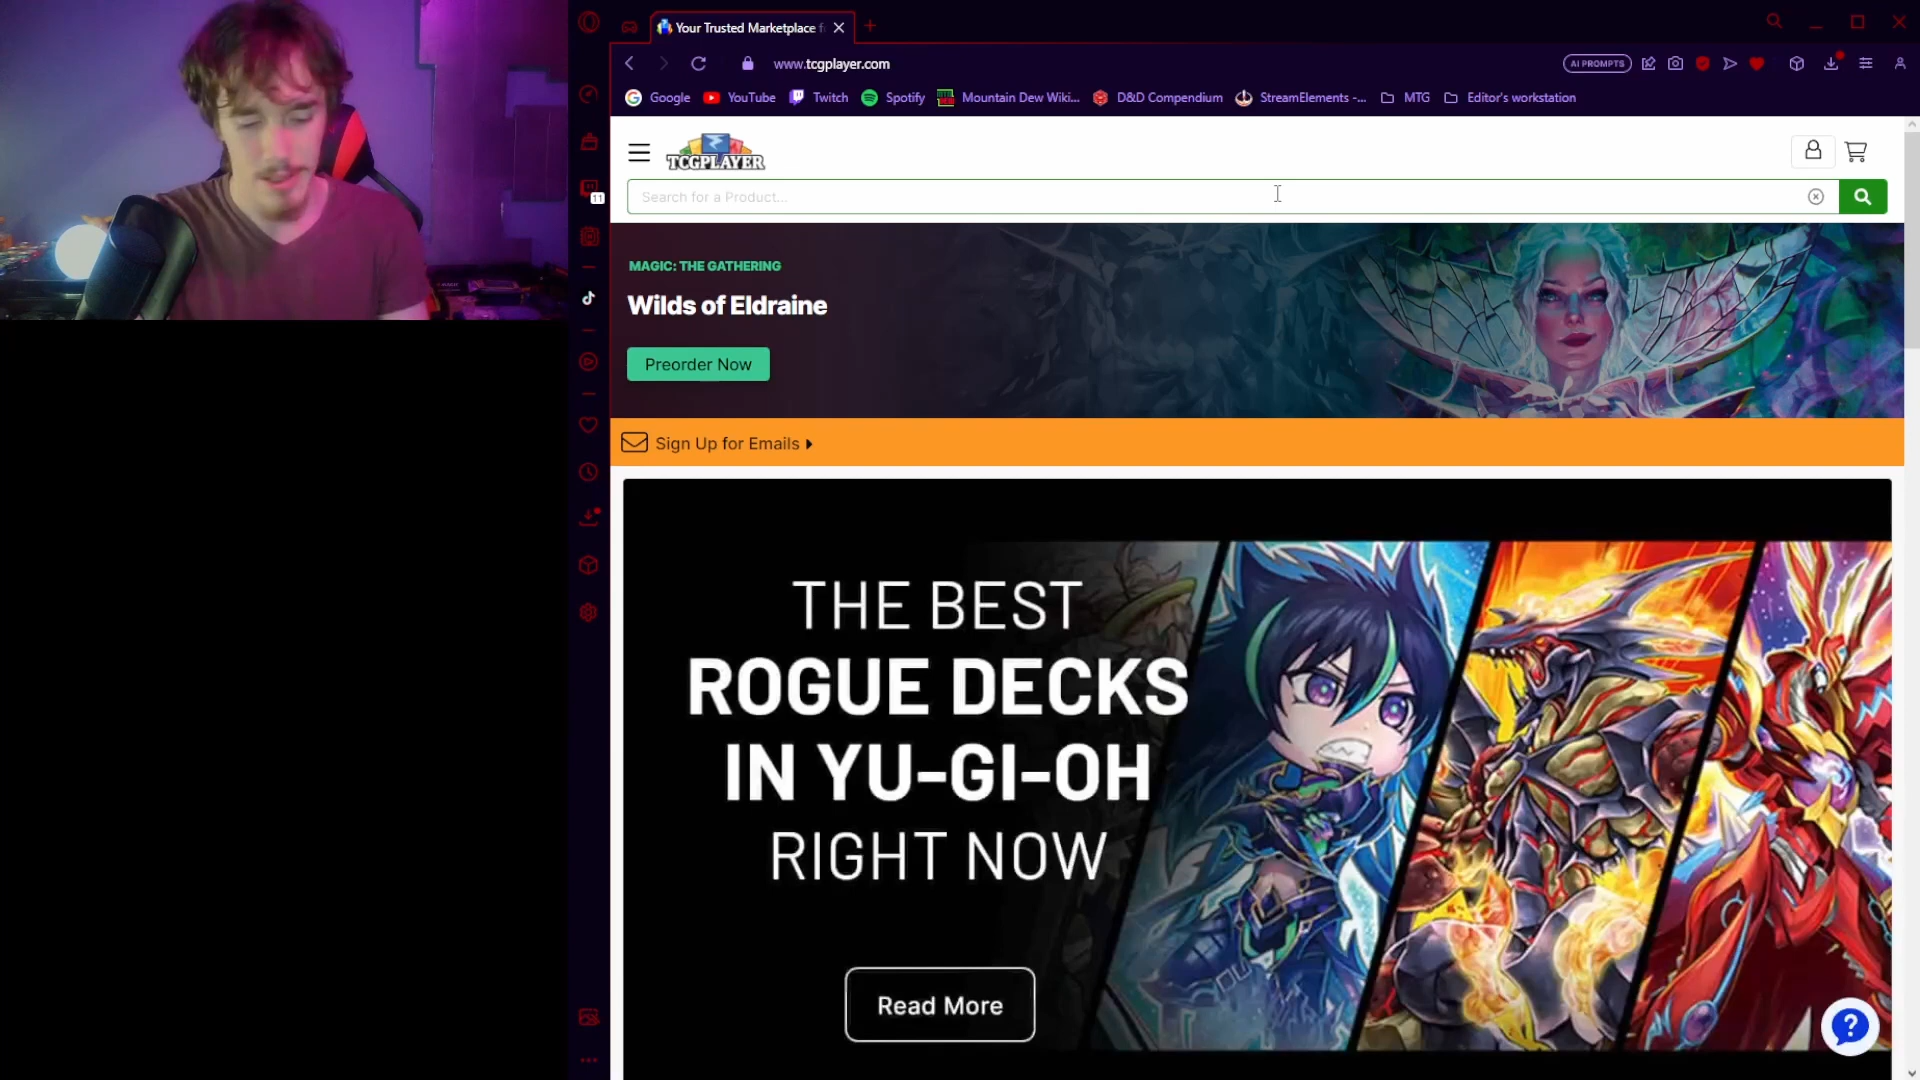 Your Trusted Marketplace f
www.tcgplayer.com
AI PROMPTS
Google
YouTube
Twitch
Spotify
Mountain Dew Wiki...
D&D Compendium
StreamElements -...
MTG
Editor's workstation
TCGPLAYER
11
Search for a Product...
MAGIC: THE GATHERING
Wilds of Eldraine
Preorder Now
Sign Up for Emails
THE BEST
ROGUE DECKS
IN YU-GI-OH
RIGHT NOW
Read More
?